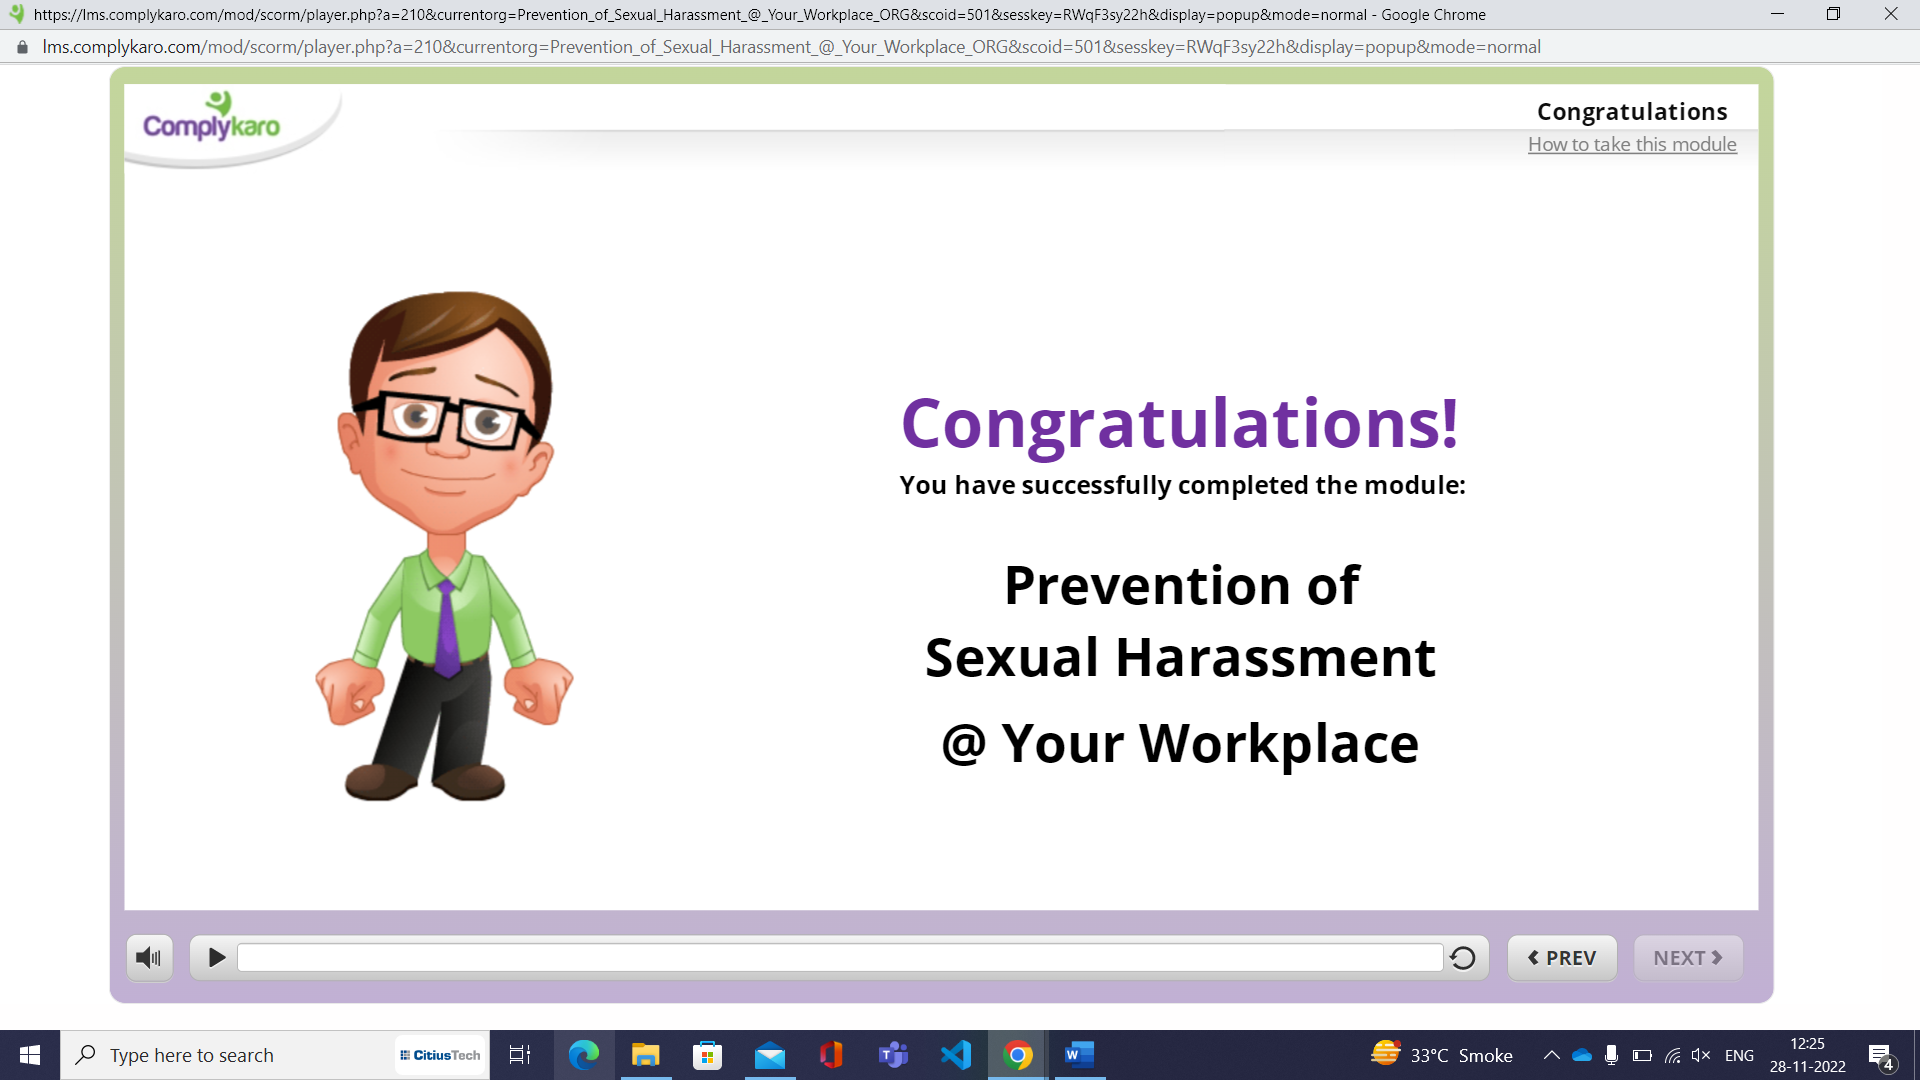 https://lms.complykaro.com/mod/scorm/player.php?a=210&currentorg=Prevention_of_Sexual_Harassment_@_Your_Workplace_ORG&scoid=501&sesskey=RWqF3sy22h&display=popup&mode=normal - Google Chrome
lms.complykaro.com/mod/scorm/player.php?a=210&currentorg=Prevention_of_Sexual_Harassment_@_Your_Workplace_ORG&scoid=501&sesskey=RWqF3sy22h&display=popup&mode=normal
Complykaro
Congratulations
How to take this module
Congratulations!
You have successfully completed the module:
Prevention of
Sexual Harassment
@ Your Workplace
PREV
NEXT
Type here to search
CitiusTech
33°C Smoke
ENG
12:25
28-11-2022
4